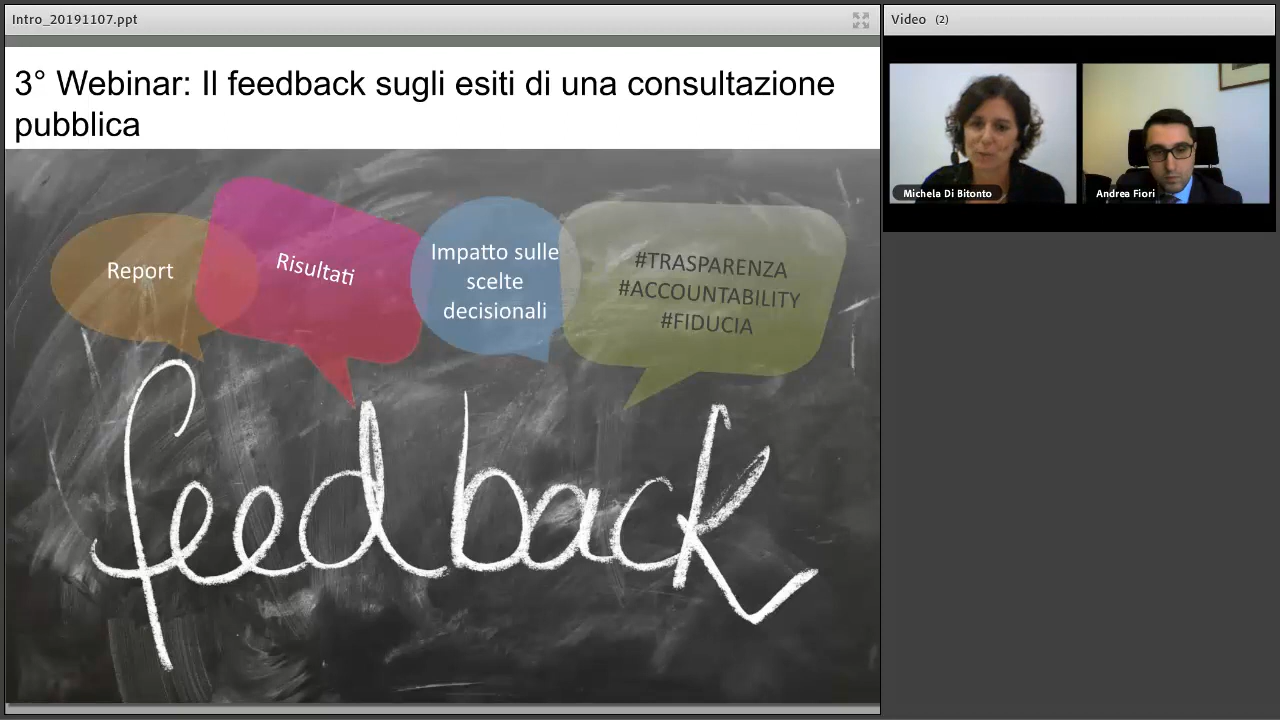 Intro_20191107.ppt
Video (2)
3° Webinar: Il feedback sugli esiti di una consultazione
pubblica
Report
Risultati
Impatto sulle
scelte
decisionali
#TRASPARENZA
#ACCOUNTABILITY
#FIDUCIA
feedback
Michela Di Bitonto
Andrea Fiori